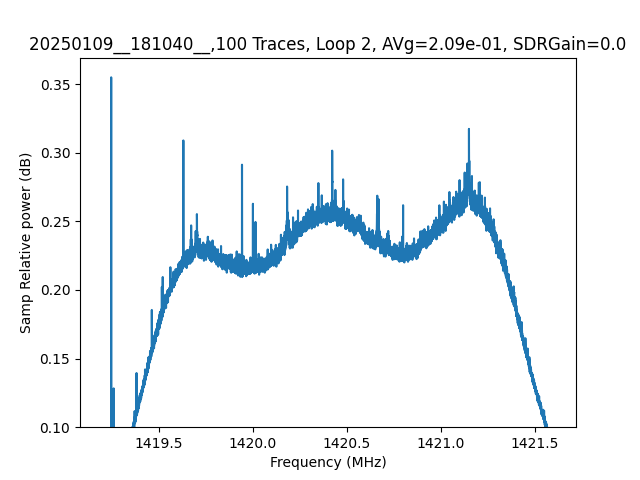 20250109__181040__,100 Traces, Loop 2, AVg=2.09e-01, SDRGain=0.0
0.35
0.30
0.25
0.20
0.15
0.10
Samp Relative power (dB)
1419.5 1420.0 1420.5 1421.0 1421.5
Frequency (MHz)